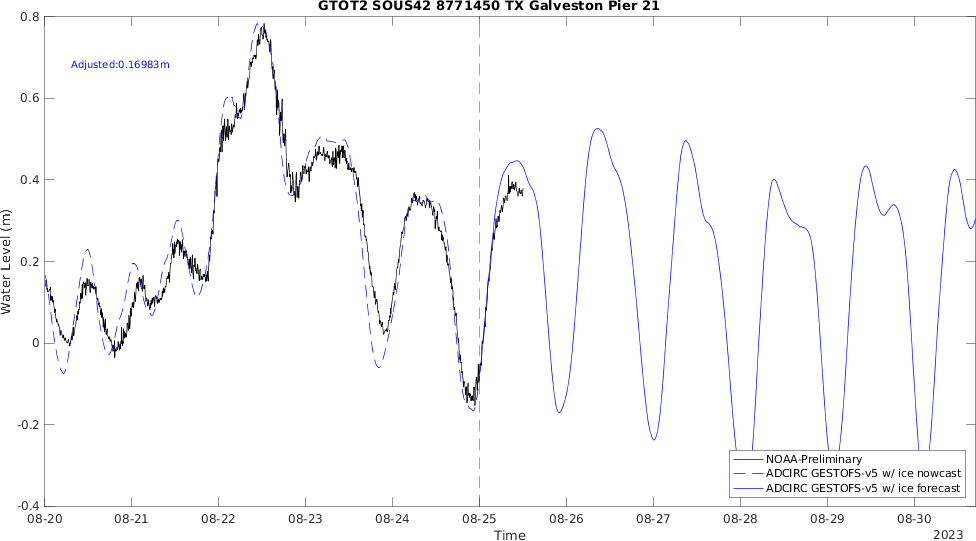 GTOT2 SOUS42 8771450 TX Galveston Pier 21
0.8
Adjusted:0.16983m
0.6
0.4
0.2
0
-0.2
-0.4
Water Level (m)
NOAA-Preliminary
ADCIRC GESTOFS-v5 w/ ice nowcast
ADCIRC GESTOFS-v5 w/ ice forecast
08-20 08-21 08-22 08-23 08-24 08-25 08-26 08-27 08-28 08-29 08-30
Time
2023